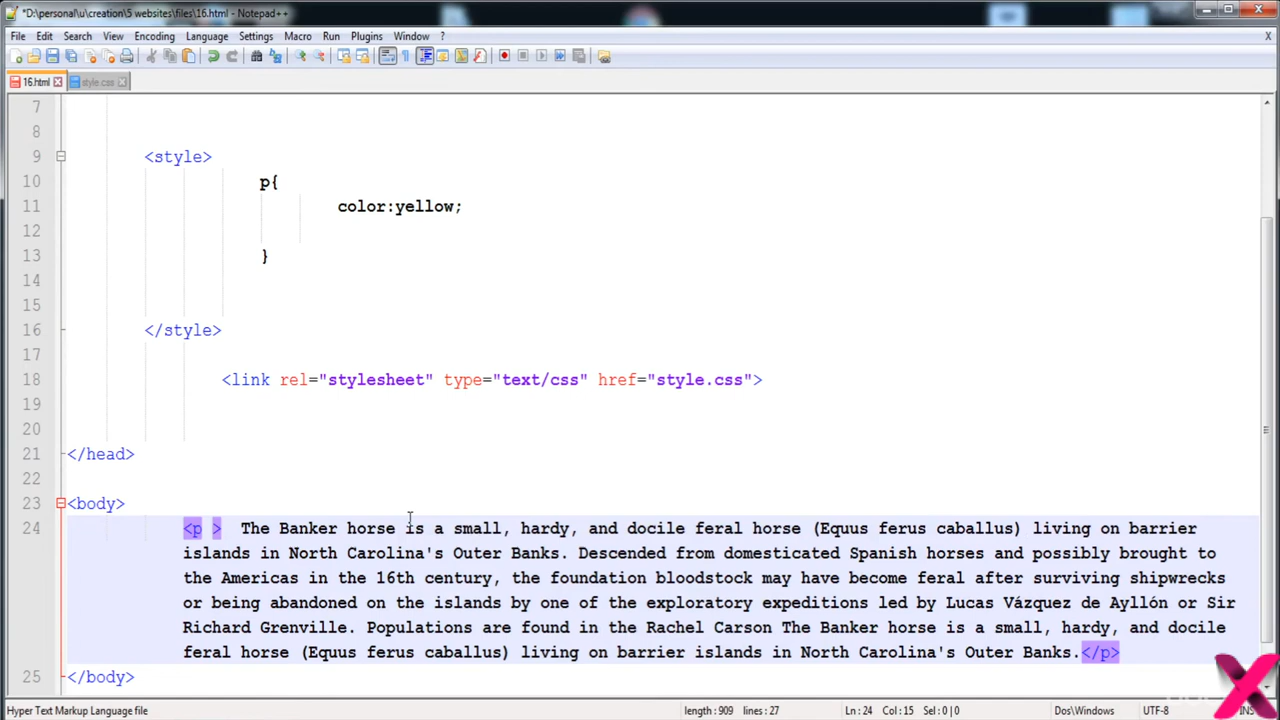 *D:\personal\u\creation\5 websites\files\16.html - Notepad++
File Edit Search View Encoding Language Settings Macro Run Plugins Window ? X
16.html style.css
7
8
9 <style>
10 p{
11 color:yellow;
12
13 }
14
15
16 </style>
17
18 <link rel="stylesheet" type="text/css" href="style.css">
19
20
21 </head>
22
23 <body>
24 <p > The Banker horse is a small, hardy, and docile feral horse (Equus ferus caballus) living on barrier
islands in North Carolina's Outer Banks. Descended from domesticated Spanish horses and possibly brought to
the Americas in the 16th century, the foundation bloodstock may have become feral after surviving shipwrecks
or being abandoned on the islands by one of the exploratory expeditions led by Lucas Vázquez de Ayllón or Sir
Richard Grenville. Populations are found in the Rachel Carson The Banker horse is a small, hardy, and docile
feral horse (Equus ferus caballus) living on barrier islands in North Carolina's Outer Banks.</p>
25 </body>
Hyper Text Markup Language file length : 909 lines : 27 Ln : 24 Col : 15 Sel : 0 | 0 Dos\Windows UTF-8 INS